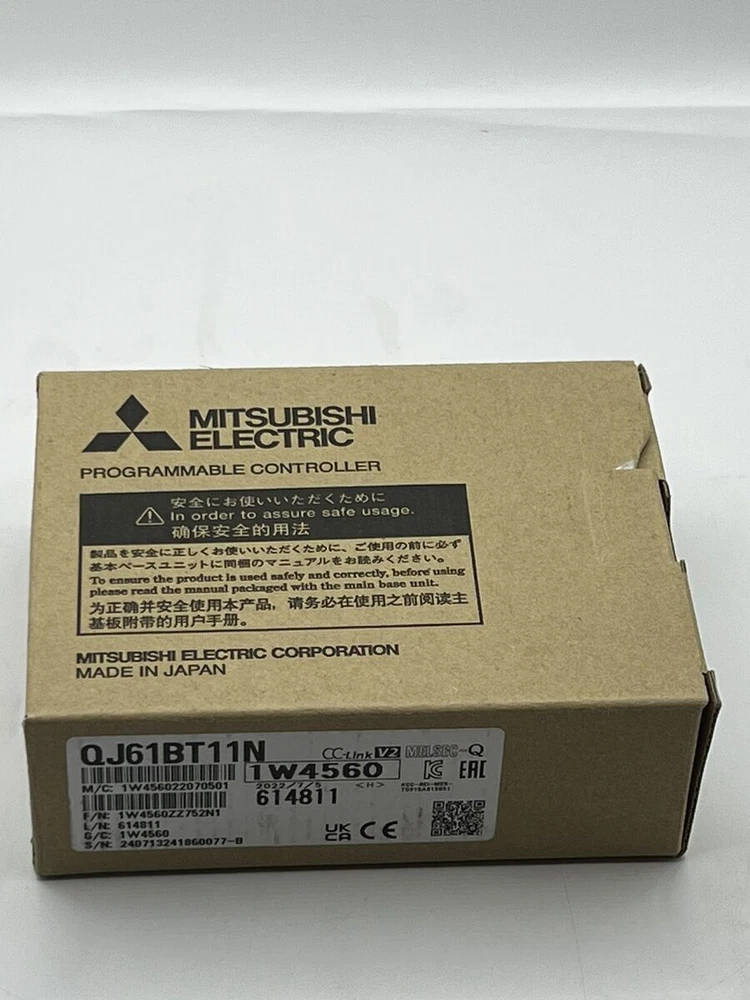 MITSUBISHI
ELECTRIC
PROGRAMMABLE CONTROLLER
安全にお使いいただくために
In order to assure safe usage.
确保安全的用法
製品を安全に正しくお使いいただくために、ご使用の前に必ず
基本ベースユニットに同梱のマニュアルをお読みください。
To ensure the product is used safely and correctly, before using
please read the manual packaged with the main base unit.
为正确并安全使用本产品，请务必在使用之前阅读主
基板附带的用户手册。
MITSUBISHI ELECTRIC CORPORATION
MADE IN JAPAN
QJ61BT11N CC-Link V2 MELSEC-Q
1W4560
M/C: 1W456022070501 2022/7/5 <H>
614811
F/N: 1W4560ZZ752N1
L/N: 614811
G/C: 1W4560
S/N: 240713241860077-B
UK CA CE EAC